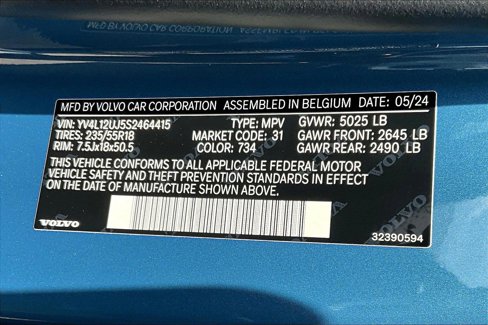 MFD BY VOLVO CAR CORPORATION ASSEMBLED IN BELGIUM DATE: 05/24
VIN: YV4L12UJ5S2464415 TYPE: MPV GVWR: 5025 LB
TIRES: 235/55R18 MARKET CODE: 31 GAWR FRONT: 2645 LB
RIM: 7.5Jx18x50.5 COLOR: 734 GAWR REAR: 2490 LB
THIS VEHICLE CONFORMS TO ALL APPLICABLE FEDERAL MOTOR
VEHICLE SAFETY AND THEFT PREVENTION STANDARDS IN EFFECT
ON THE DATE OF MANUFACTURE SHOWN ABOVE.
VOLVO
32390594